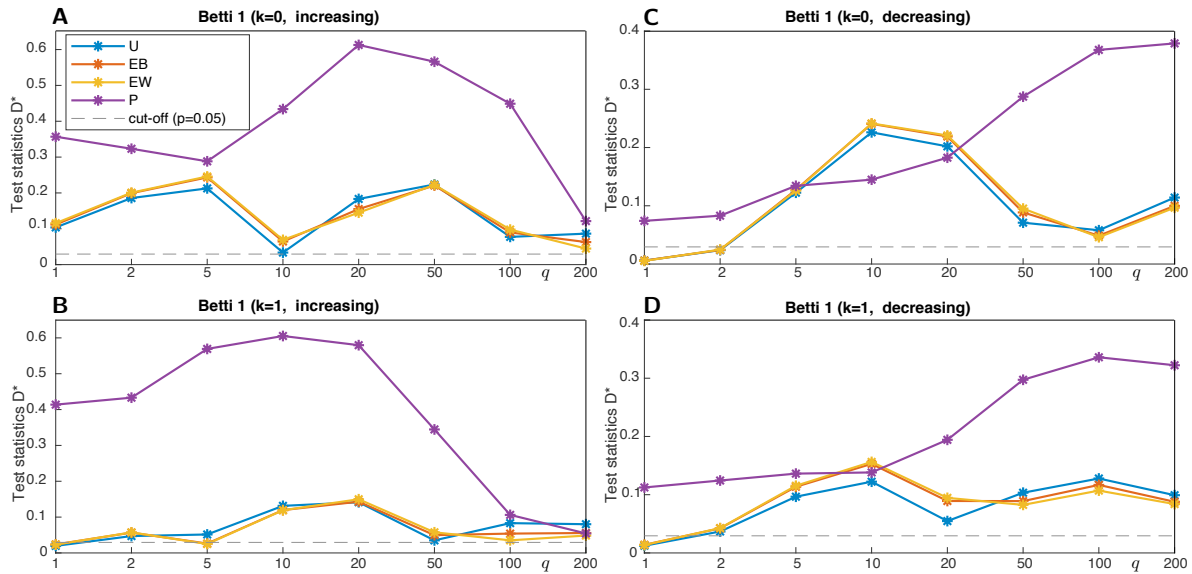 A
Betti 1 (k=0, increasing)
Test statistics D*
0.6
0.5
0.4
0.3
0.2
0.1
0
U
EB
EW
P
cut-off (p=0.05)
1 2 5 10 20 50 100 q 200
C
Betti 1 (k=0, decreasing)
Test statistics D*
0.4
0.3
0.2
0.1
0
1 2 5 10 20 50 100 q 200
B
Betti 1 (k=1, increasing)
Test statistics D*
0.6
0.5
0.4
0.3
0.2
0.1
0
1 2 5 10 20 50 100 q 200
D
Betti 1 (k=1, decreasing)
Test statistics D*
0.4
0.3
0.2
0.1
0
1 2 5 10 20 50 100 q 200